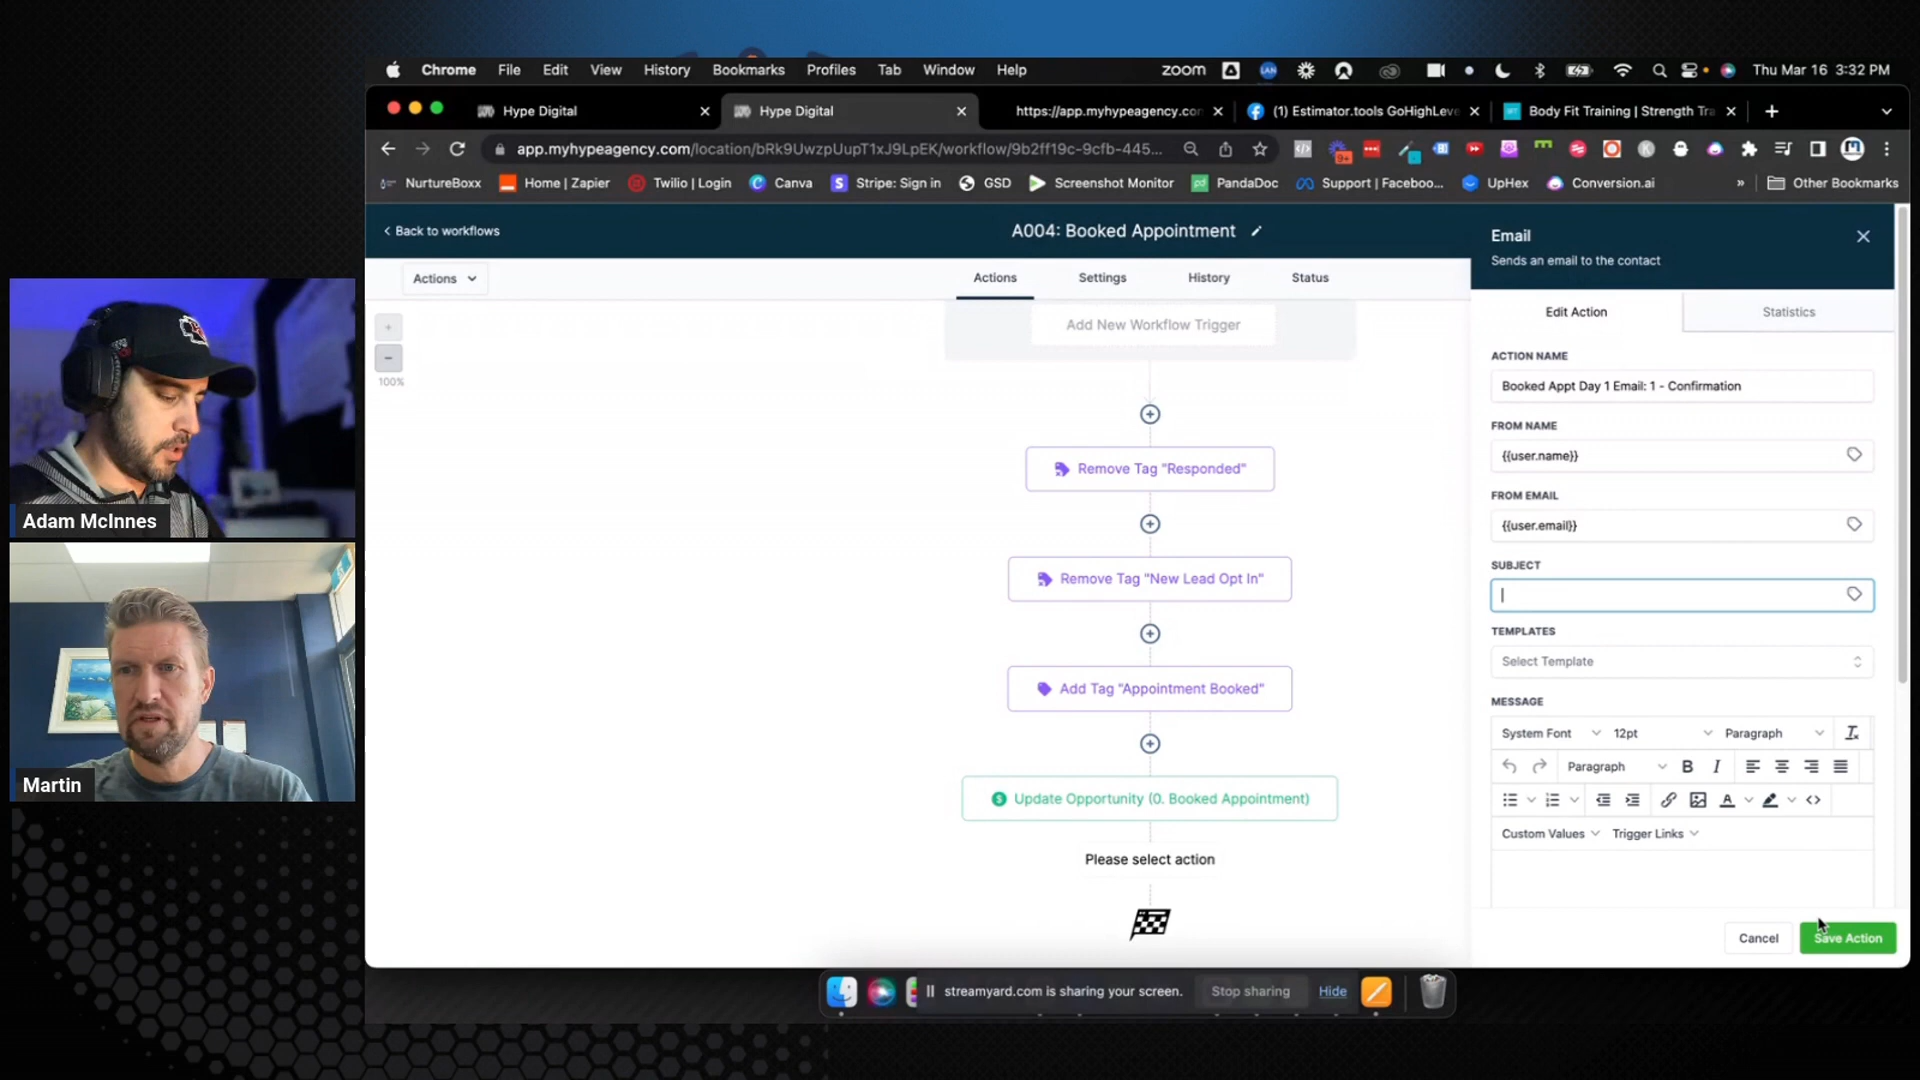 Chrome File Edit View History Bookmarks Profiles Tab Window Help
zoom LAN Thu Mar 16 3:32 PM
Hype Digital
Hype Digital
https://app.myhypeagency.con
(1) Estimator.tools GoHighLeve
Body Fit Training | Strength Tra
app.myhypeagency.com/location/bRk9UwzpUupT1xJ9LpEK/workflow/9b2ff19c-9cfb-445...
9+
NurtureBoxx Home | Zapier Twilio | Login Canva Stripe: Sign in GSD Screenshot Monitor PandaDoc Support | Faceboo... UpHex Conversion.ai » Other Bookmarks
Back to workflows
A004: Booked Appointment
Actions
Actions Settings History Status
100%
Add New Workflow Trigger
Remove Tag "Responded"
Remove Tag "New Lead Opt In"
Add Tag "Appointment Booked"
Update Opportunity (0. Booked Appointment)
Please select action
Email
Sends an email to the contact
Edit Action
Statistics
ACTION NAME
Booked Appt Day 1 Email: 1 - Confirmation
FROM NAME
{{user.name}}
FROM EMAIL
{{user.email}}
SUBJECT
TEMPLATES
Select Template
MESSAGE
System Font 12pt Paragraph
Paragraph B I
A
Custom Values Trigger Links
Cancel
Save Action
streamyard.com is sharing your screen. Stop sharing Hide
Adam McInnes
Martin